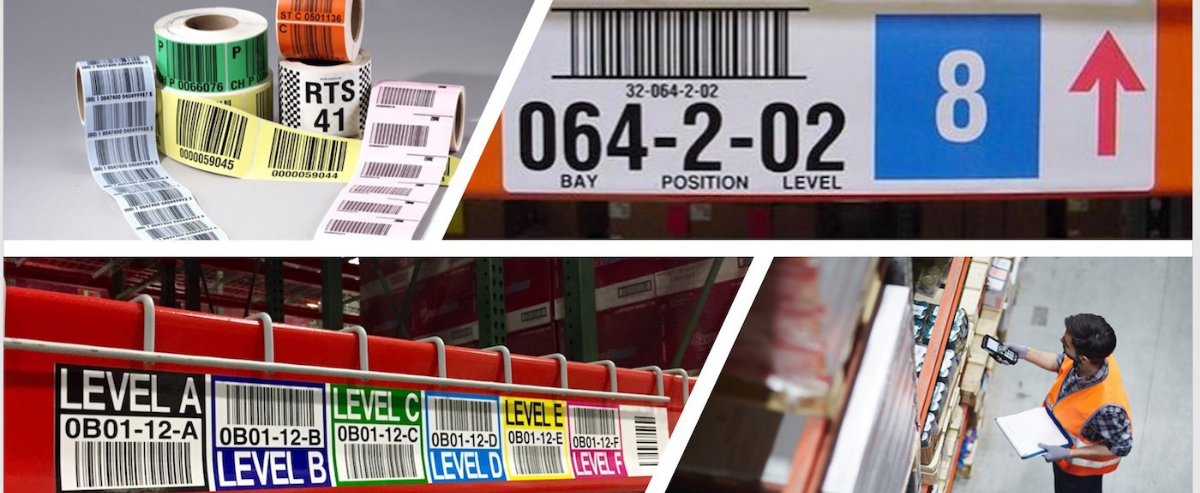 ST C 0501136
C
P
P
CH P 0066076 CH P
RTS
41
0000059045
0000059044
32-064-2-02
064-2-02
BAY POSITION LEVEL
8
LEVEL A
0B01-12-A
0B01-12-B
LEVEL B
LEVEL C
0B01-12-C
0B01-12-D
LEVEL D
LEVEL E
0B01-12-E
0B01-12-F
LEVEL F